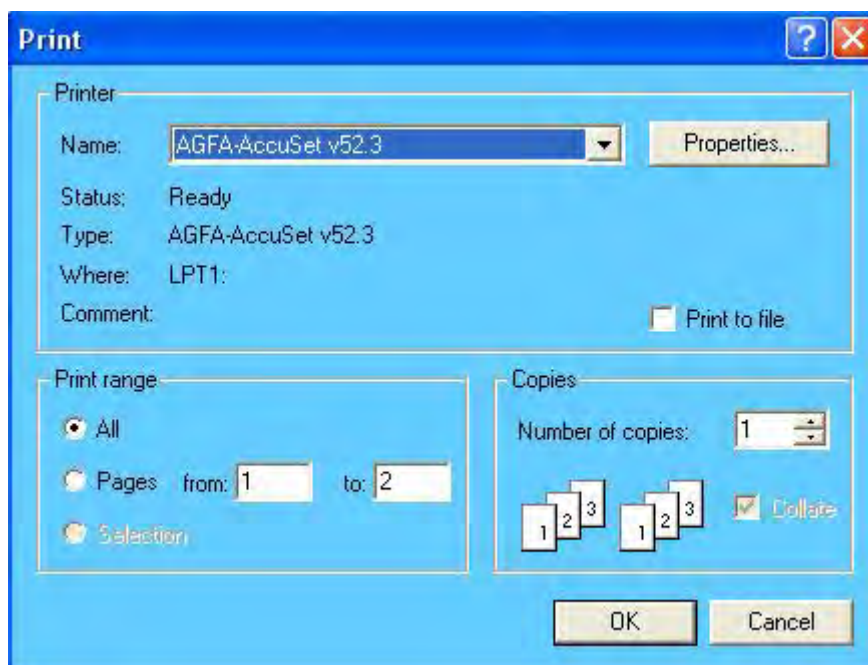 Print
Printer
Name: AGFA-AccuSet v52.3 Properties...
Status: Ready
Type: AGFA-AccuSet v52.3
Where: LPT1:
Comment:
Print to file
Print range
All
Pages from: 1 to: 2
Selection
Copies
Number of copies: 1
1 2 3 1 2 3 Collate
OK Cancel